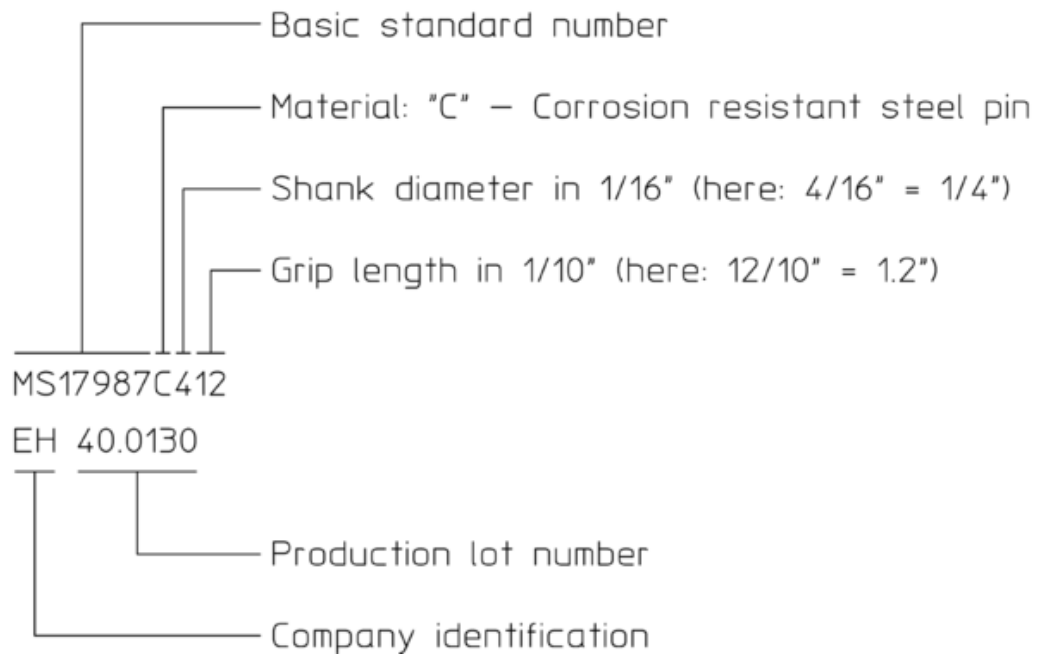 Basic standard number
Material: "C" – Corrosion resistant steel pin
Shank diameter in 1/16" (here: 4/16" = 1/4")
Grip length in 1/10" (here: 12/10" = 1.2")
MS17987C412
EH 40.0130
Production lot number
Company identification